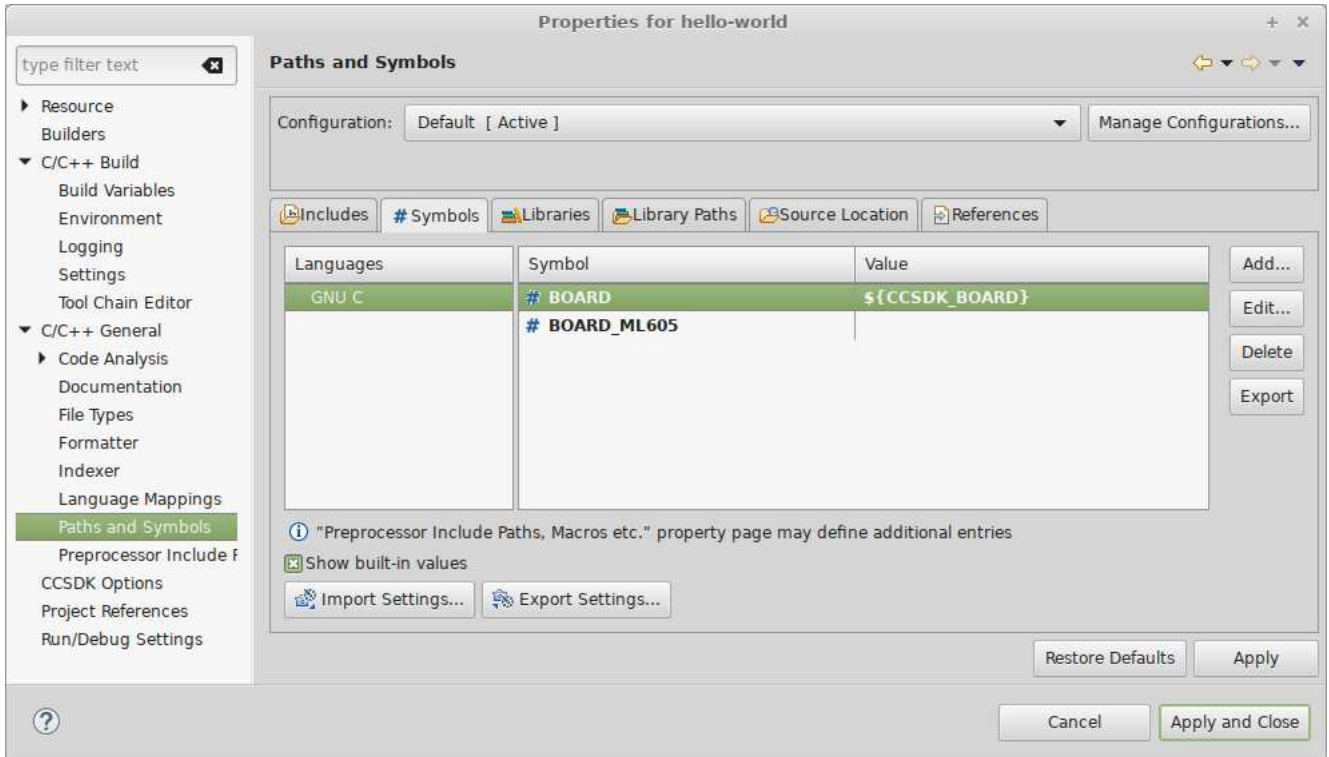 Properties for hello-world
type filter text
Resource
Builders
C/C++ Build
Build Variables
Environment
Logging
Settings
Tool Chain Editor
C/C++ General
Code Analysis
Documentation
File Types
Formatter
Indexer
Language Mappings
Paths and Symbols
Preprocessor Include
CCSDK Options
Project References
Run/Debug Settings
Paths and Symbols
Configuration: Default [ Active ] Manage Configurations...
Includes # Symbols Libraries Library Paths Source Location References
Languages Symbol Value
GNU C # BOARD ${CCSDK_BOARD}
# BOARD_ML605
Add...
Edit...
Delete
Export
"Preprocessor Include Paths, Macros etc." property page may define additional entries
Show built-in values
Import Settings... Export Settings...
Restore Defaults Apply
? Cancel Apply and Close